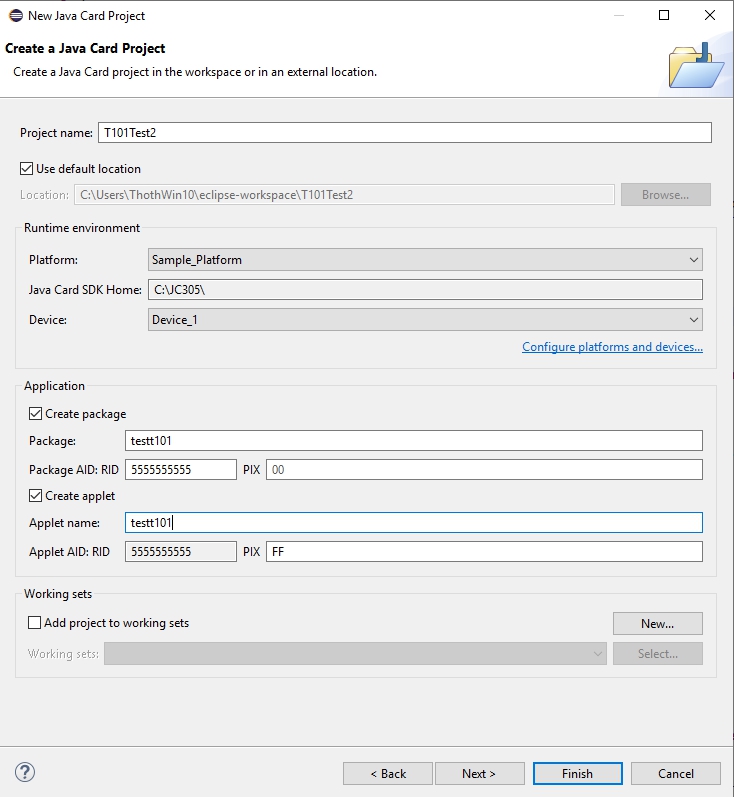 New Java Card Project
Create a Java Card Project
Create a Java Card project in the workspace or in an external location.
Project name: T101Test2
Use default location
Location: C:\Users\ThothWin10\eclipse-workspace\T101Test2 Browse...
Runtime environment
Platform: Sample_Platform
Java Card SDK Home: C:\JC305\
Device: Device_1
Configure platforms and devices...
Application
Create package
Package: testt101
Package AID: RID 5555555555 PIX 00
Create applet
Applet name: testt101
Applet AID: RID 5555555555 PIX FF
Working sets
Add project to working sets New...
Working sets: Select...
? < Back Next > Finish Cancel